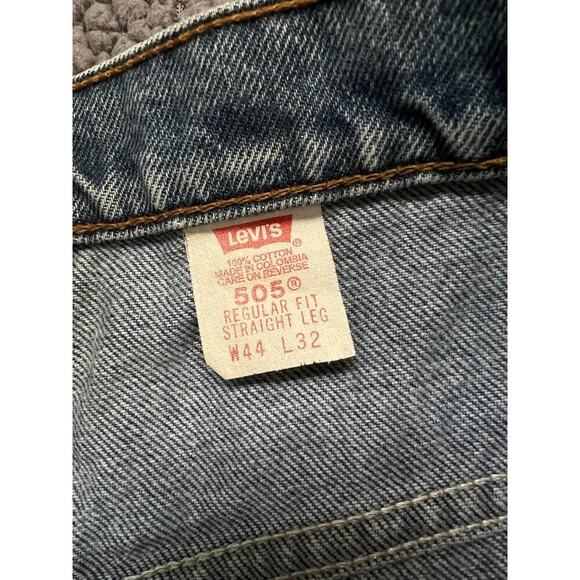 LEVI'S ®
100% COTTON
MADE IN COLOMBIA
CARE ON REVERSE
505®
REGULAR FIT
STRAIGHT LEG
W44 L32